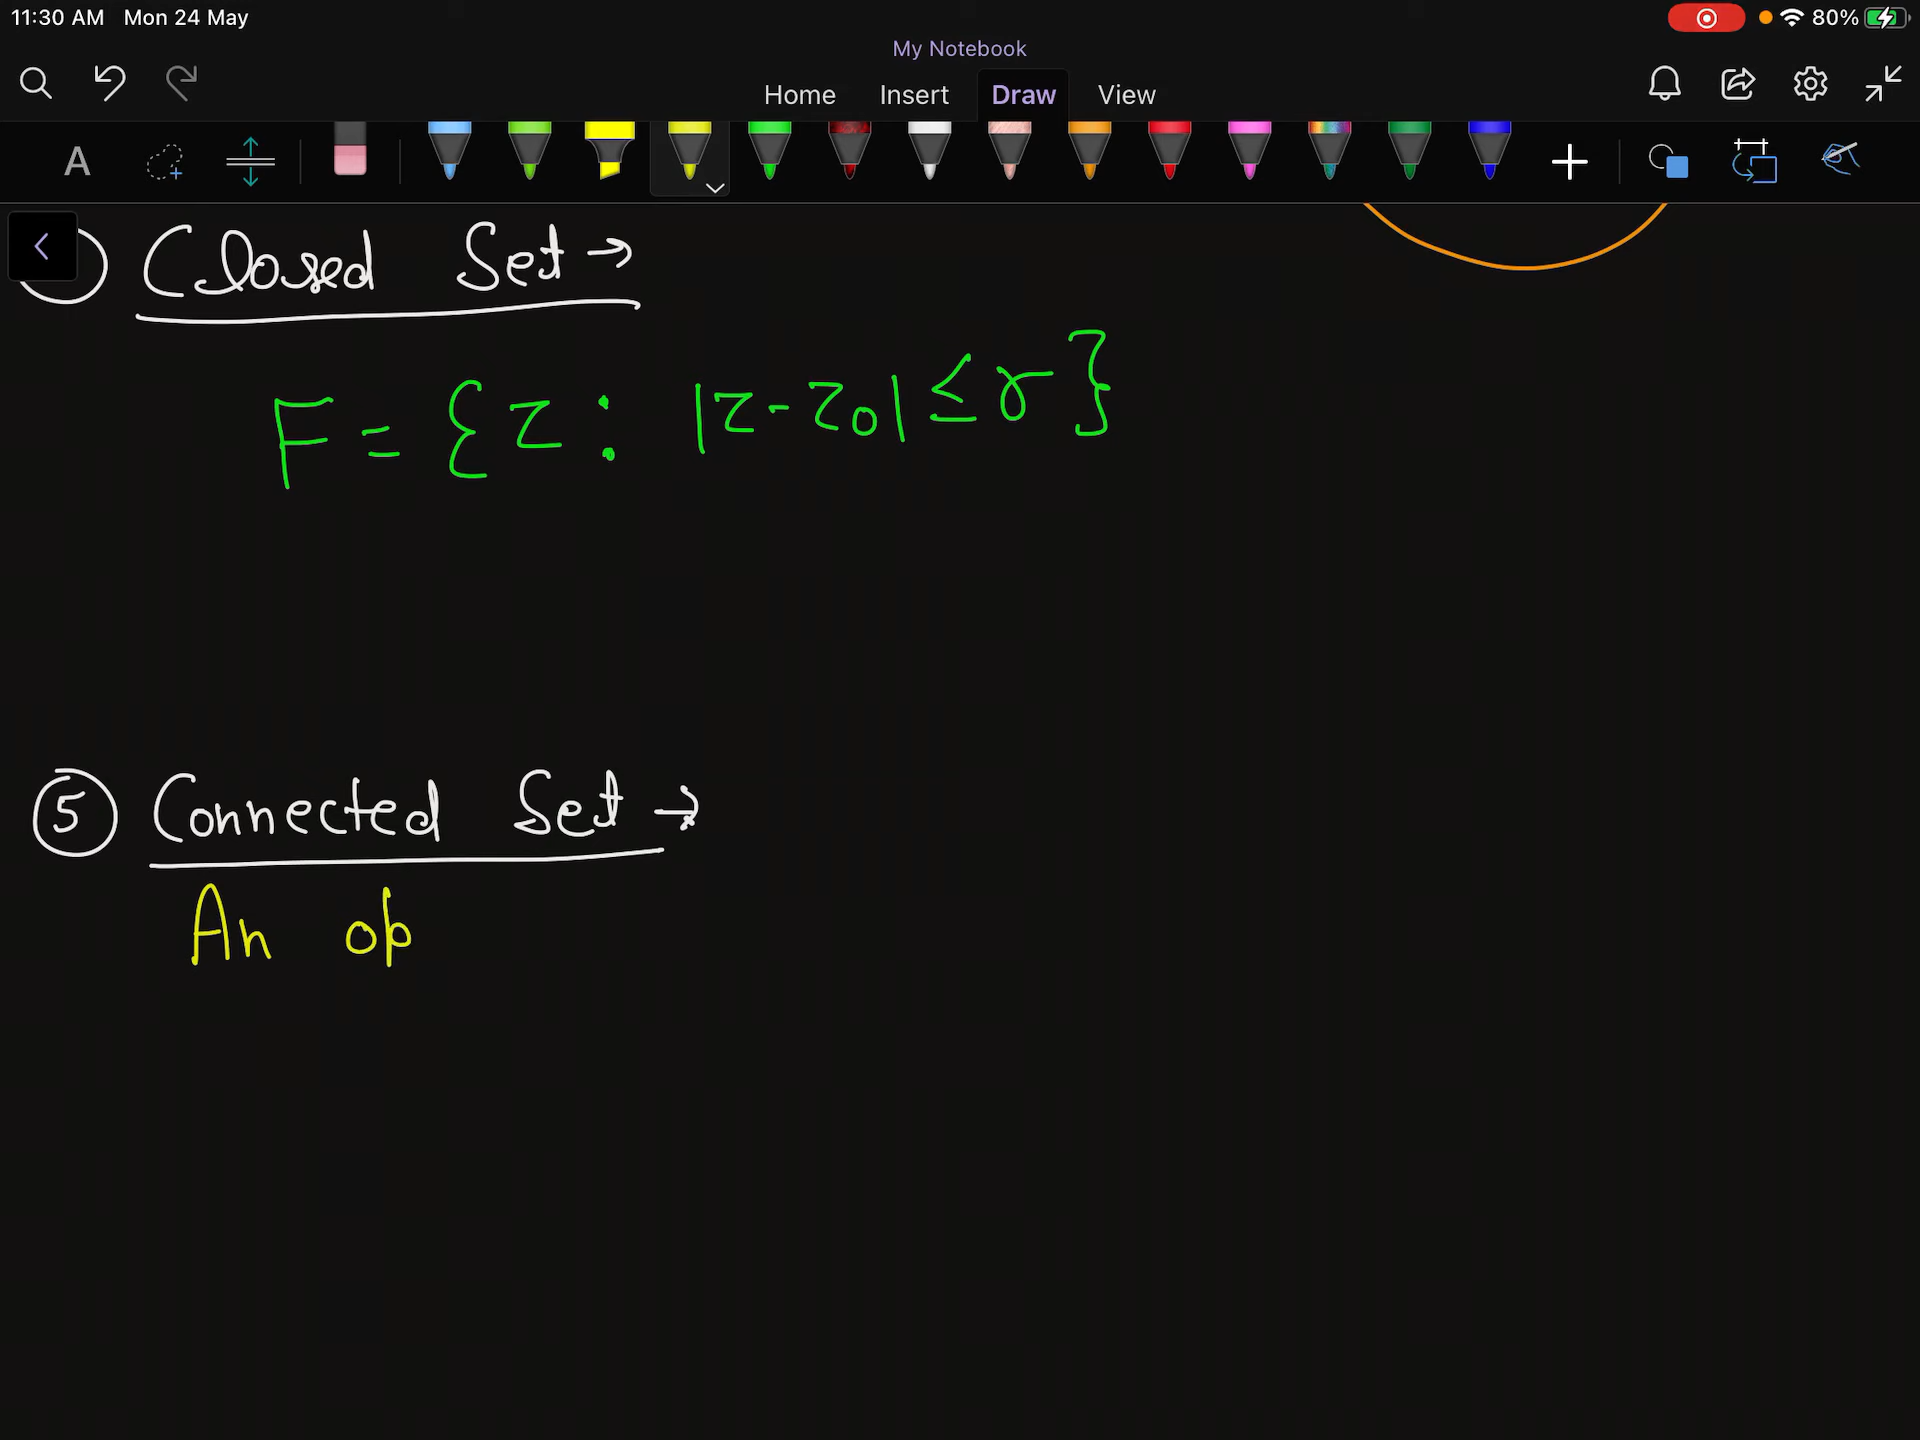 11:30 AM Mon 24 May
80%
My Notebook
Home Insert Draw View
A
Closed Set →
F = { z : |z - z₀| ≤ r }
⑤ Connected Set →
An op